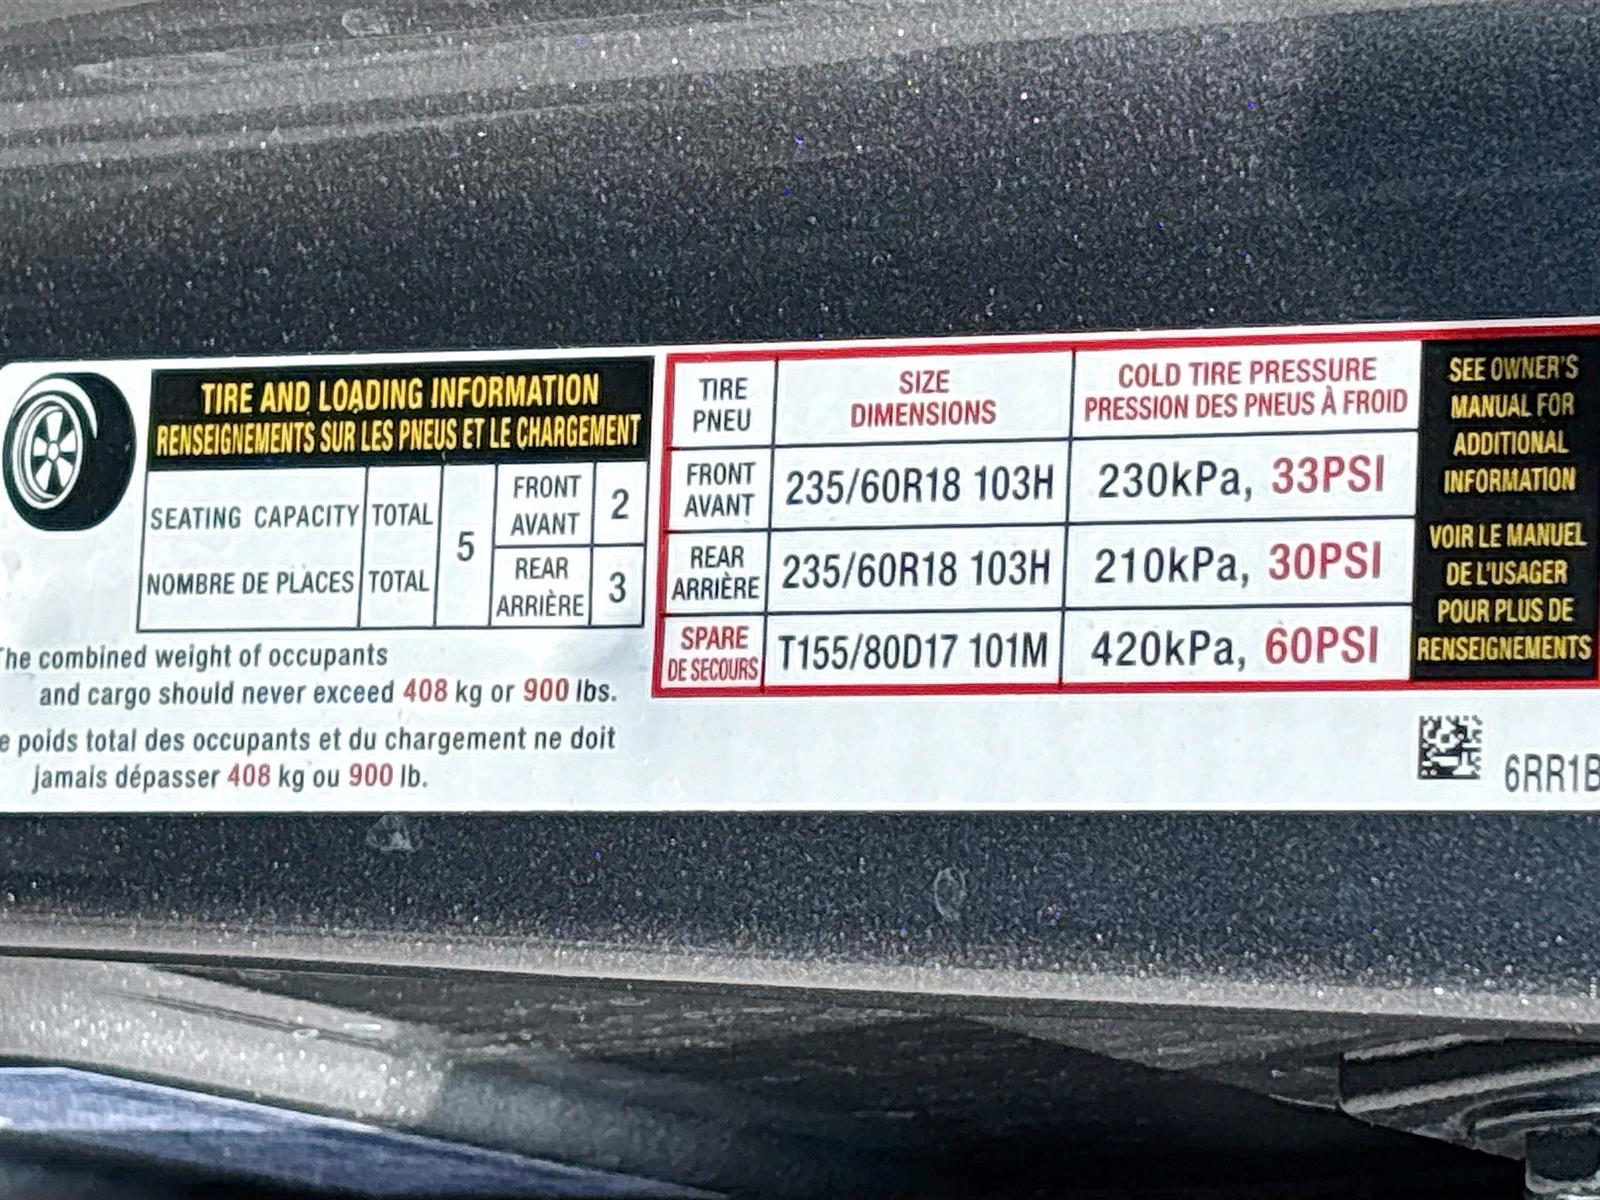 TIRE AND LOADING INFORMATION
RENSEIGNEMENTS SUR LES PNEUS ET LE CHARGEMENT
SEATING CAPACITY TOTAL
NOMBRE DE PLACES TOTAL
5
FRONT
AVANT
2
REAR
ARRIÈRE
3
The combined weight of occupants
and cargo should never exceed 408 kg or 900 lbs.
e poids total des occupants et du chargement ne doit
jamais dépasser 408 kg ou 900 lb.
TIRE
PNEU
SIZE
DIMENSIONS
COLD TIRE PRESSURE
PRESSION DES PNEUS À FROID
FRONT
AVANT
235/60R18 103H
230kPa, 33PSI
REAR
ARRIÈRE
235/60R18 103H
210kPa, 30PSI
SPARE
DE SECOURS
T155/80D17 101M
420kPa, 60PSI
SEE OWNER'S
MANUAL FOR
ADDITIONAL
INFORMATION
VOIR LE MANUEL
DE L'USAGER
POUR PLUS DE
RENSEIGNEMENTS
6RR1B